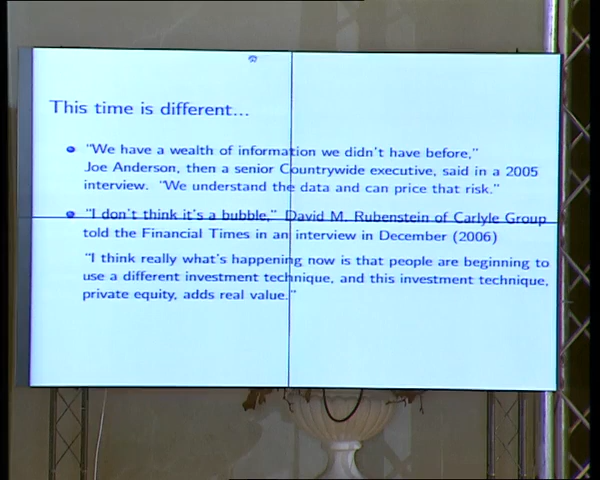 This time is different...
"We have a wealth of information we didn't have before,"
Joe Anderson, then a senior Countrywide executive, said in a 2005
interview. "We understand the data and can price that risk."
"I don't think it's a bubble," David M. Rubenstein of Carlyle Group
told the Financial Times in an interview in December (2006)
"I think really what's happening now is that people are beginning to
use a different investment technique, and this investment technique,
private equity, adds real value."